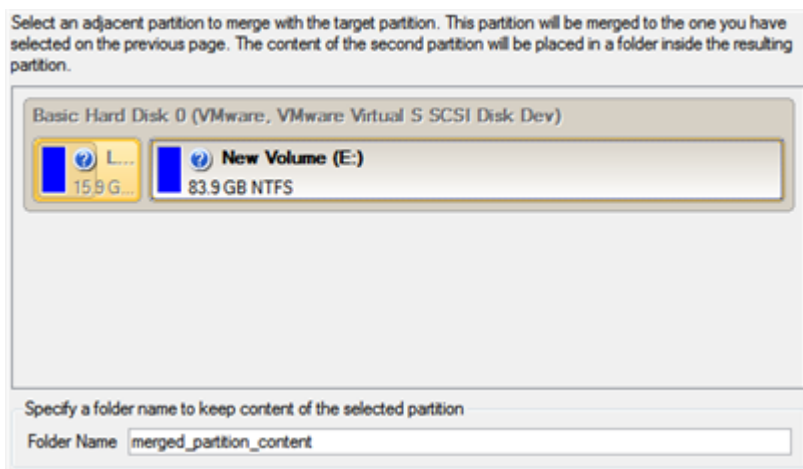 Select an adjacent partition to merge with the target partition. This partition will be merged to the one you have
selected on the previous page. The content of the second partition will be placed in a folder inside the resulting
partition.
Basic Hard Disk 0 (VMware, VMware Virtual S SCSI Disk Dev)
L...
15.9 G...
New Volume (E:)
83.9 GB NTFS
Specify a folder name to keep content of the selected partition
Folder Name merged_partition_content